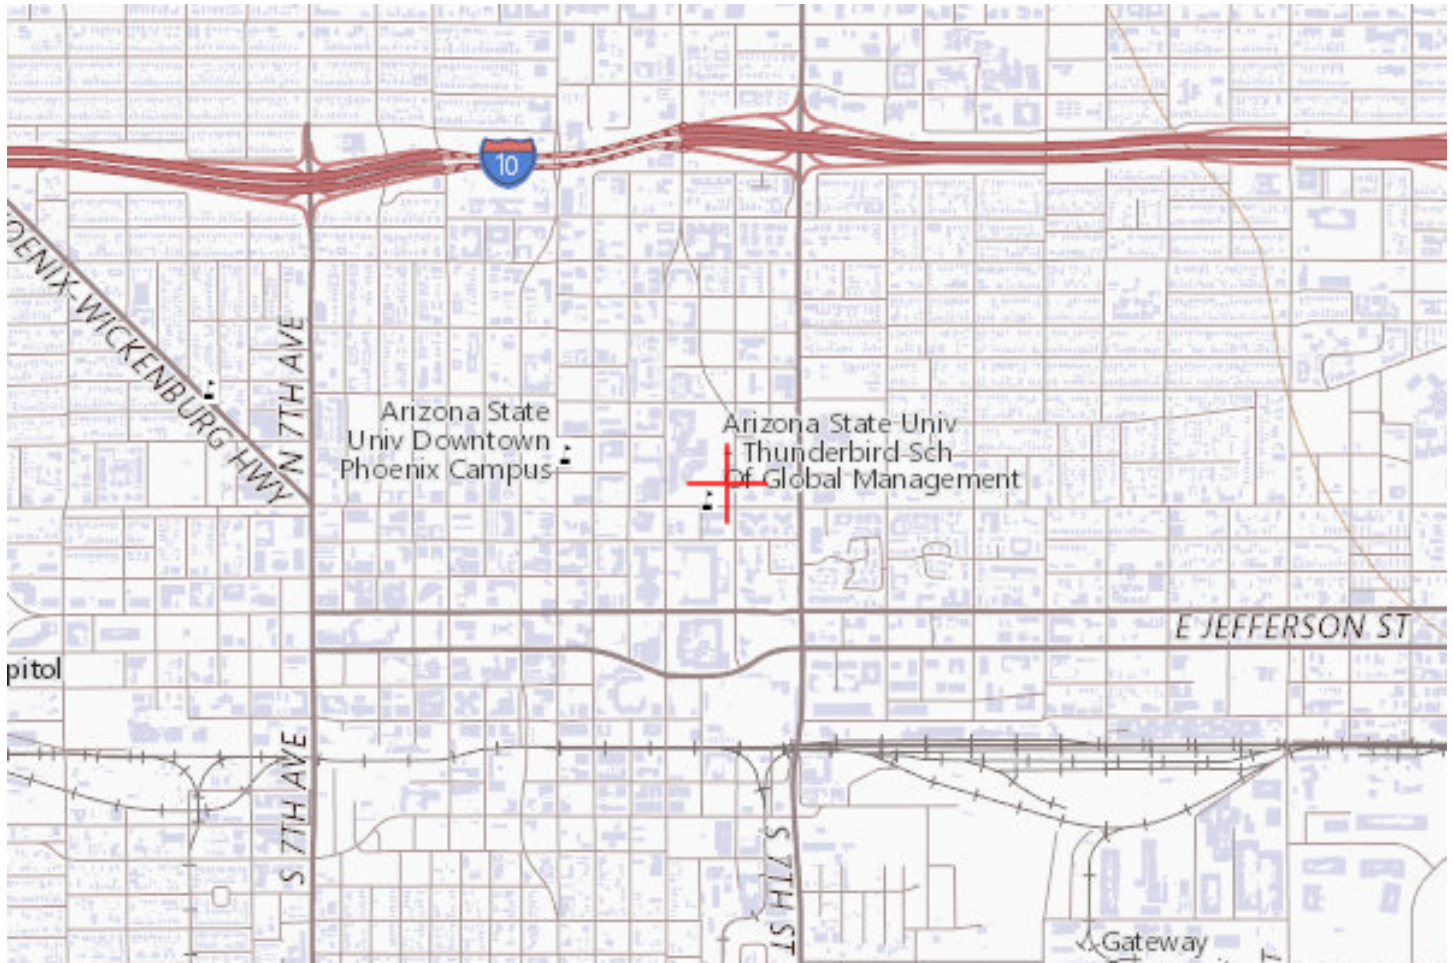 10
OENIX-WICKENBURG HWY
N 7TH AVE
Arizona State
Univ Downtown
Phoenix Campus
Arizona State Univ
- Thunderbird Sch
Of Global Management
E JEFFERSON ST
pitol
S 7TH AVE
S 7TH ST
Gateway